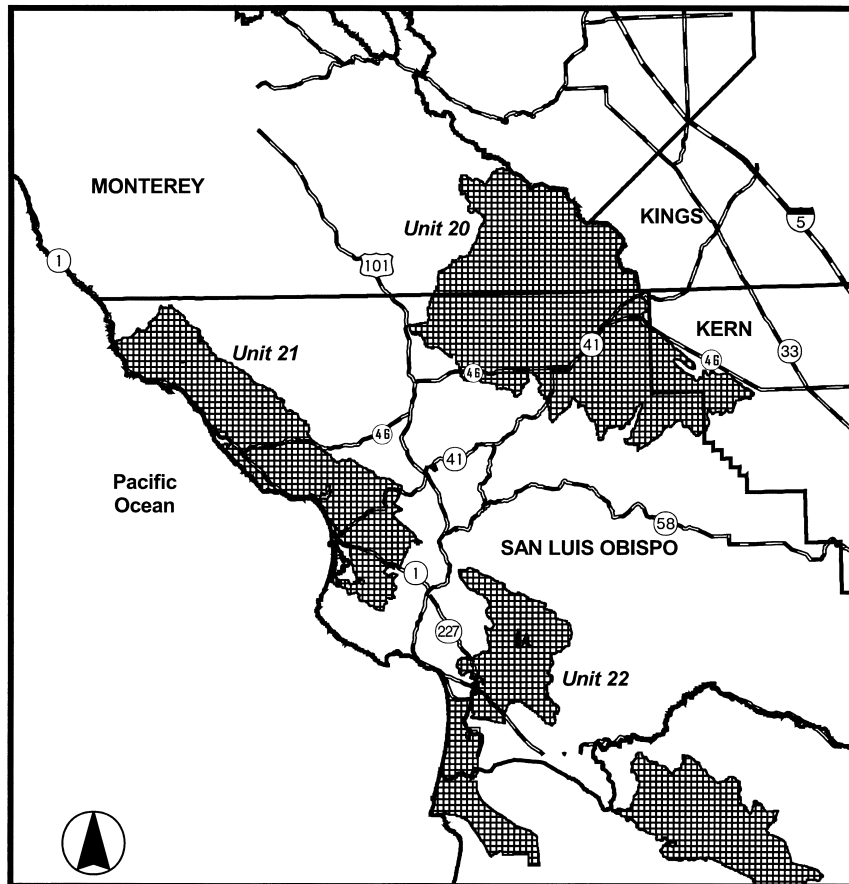 MONTEREY
Unit 20
KINGS
5
1
101
KERN
Unit 21
41
33
46
46
46
41
Pacific
Ocean
58
SAN LUIS OBISPO
1
227
Unit 22